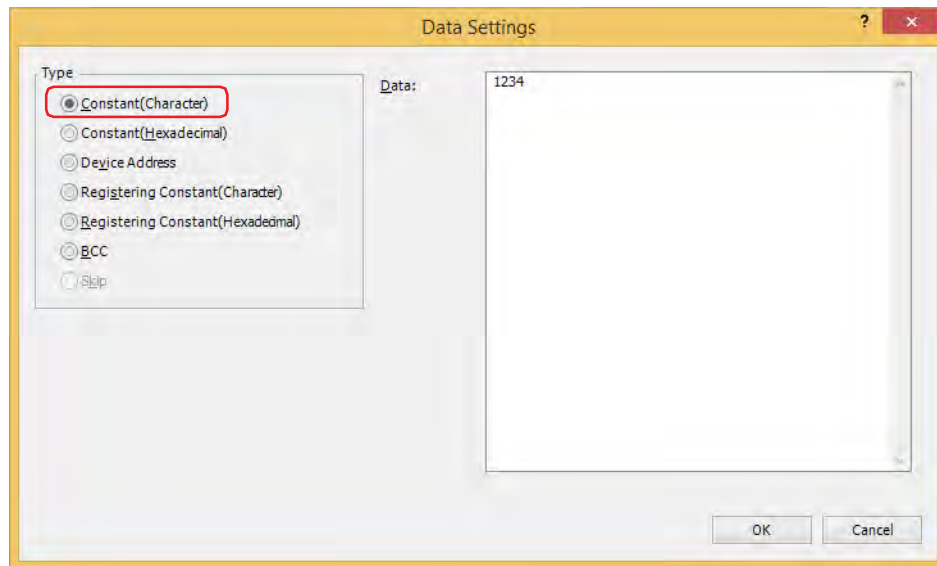 Data Settings
?
Type
Constant(Character)
Constant(Hexadecimal)
Device Address
Registering Constant(Character)
Registering Constant(Hexadecimal)
BCC
Skip
Data:
1234
OK
Cancel